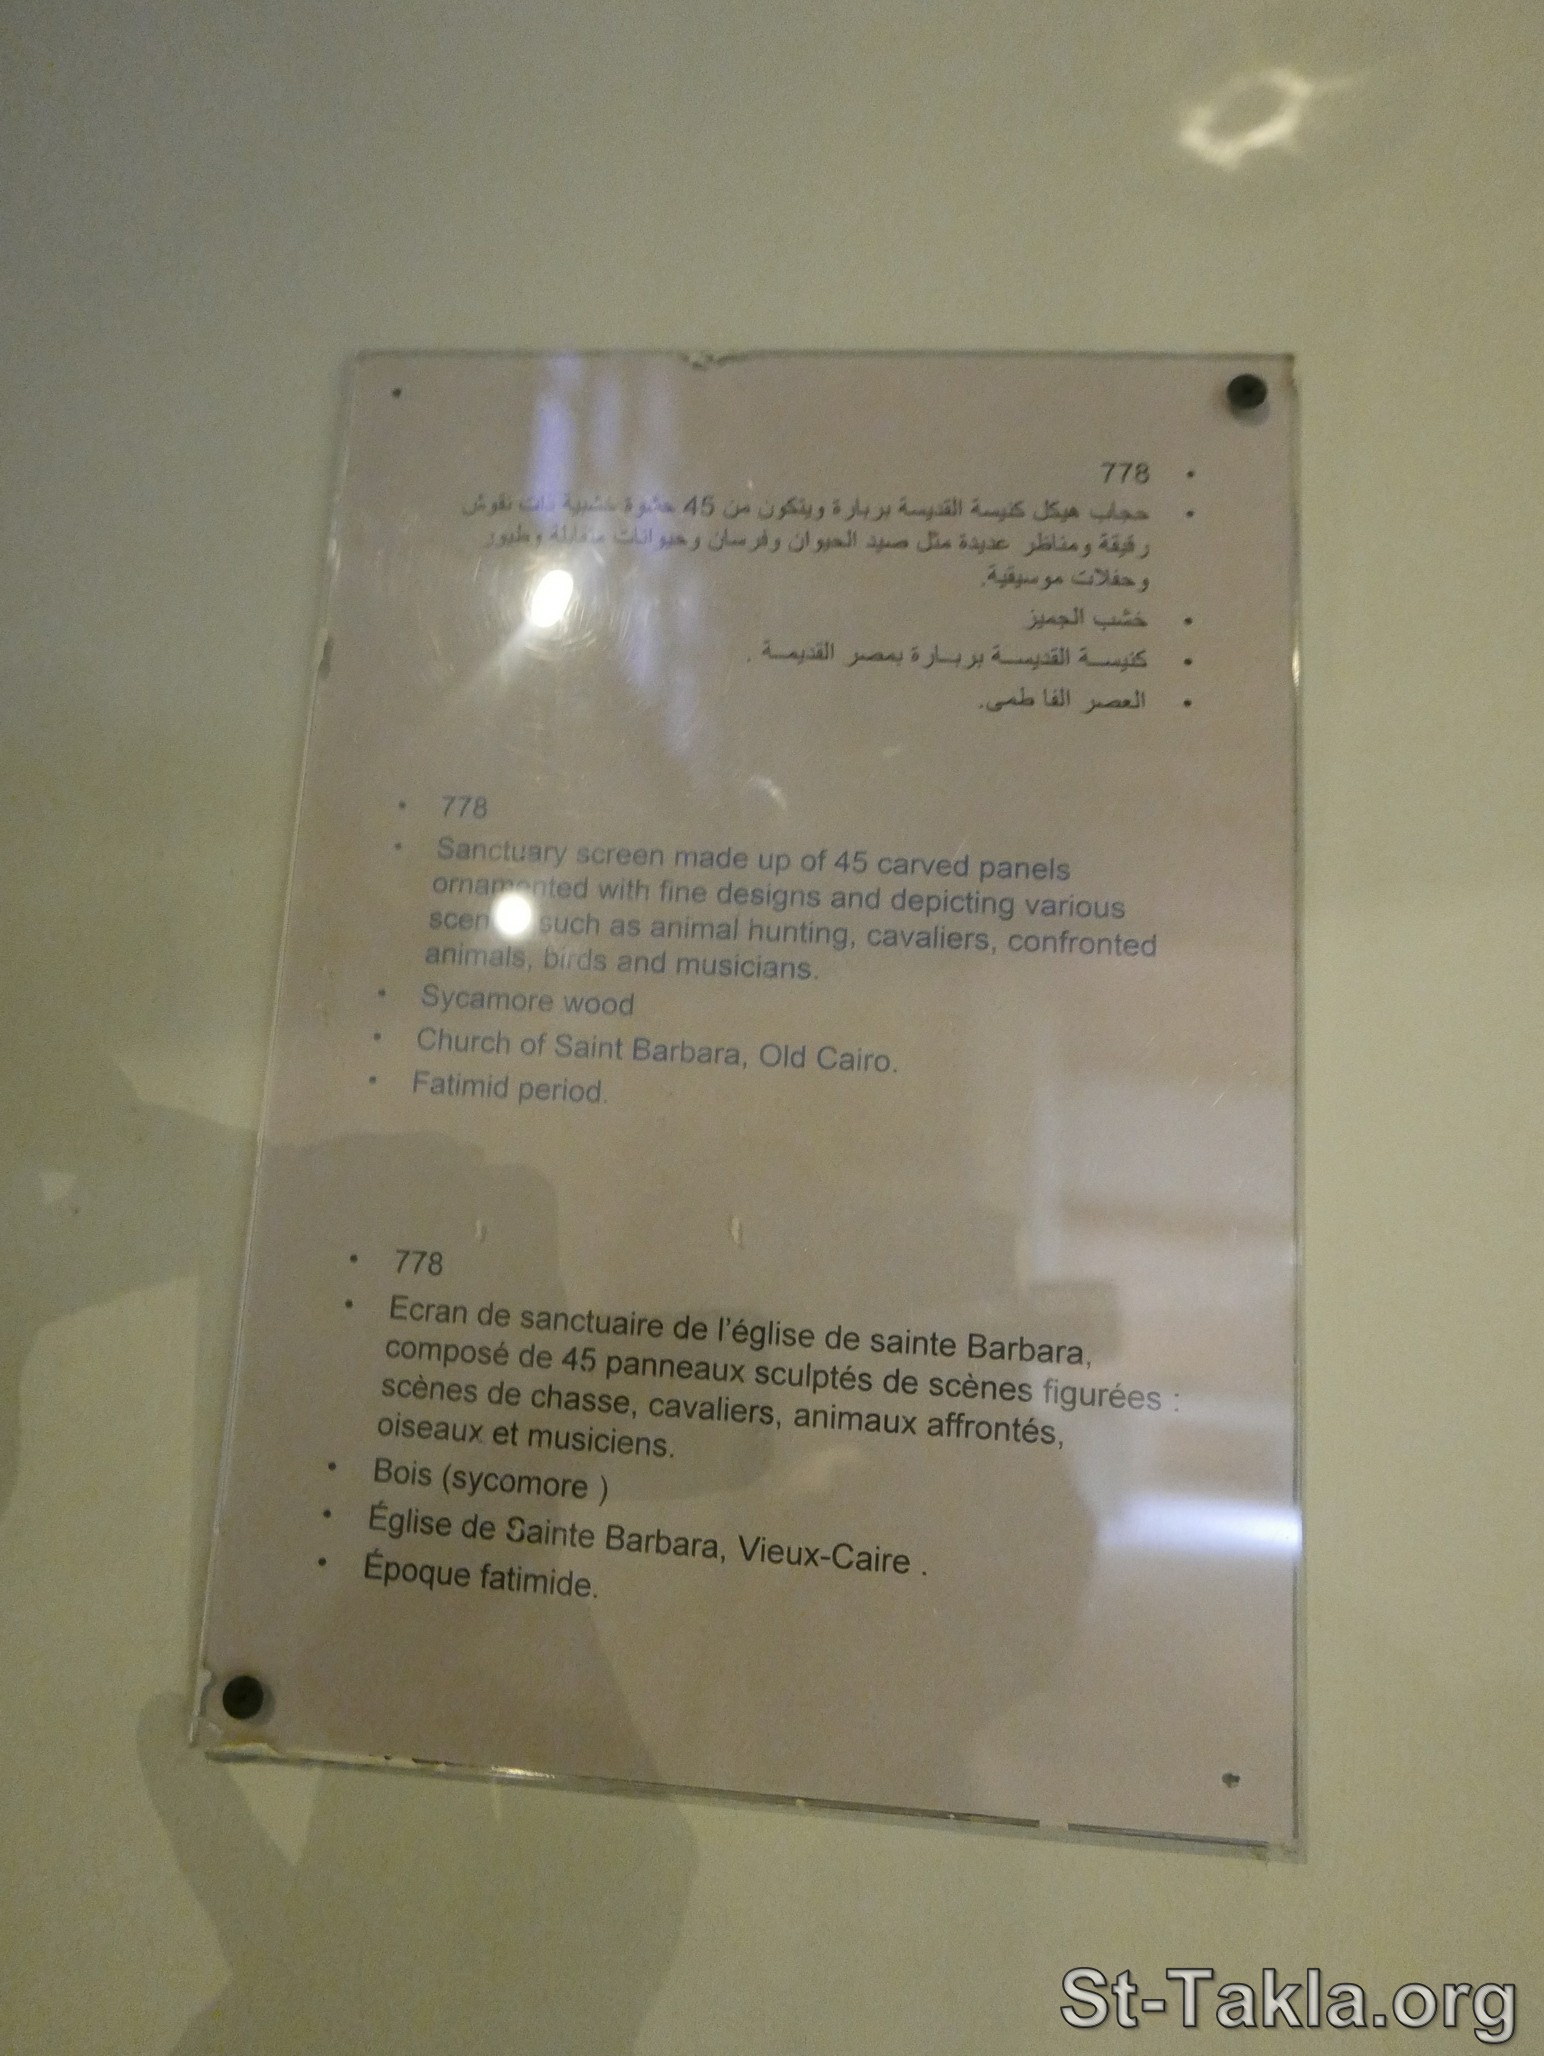 • 778
• حجاب هيكل كنيسة القديسة بربارة ويتكون من 45 حشوة خشبية ذات نقوش
رقيقة ومناظر عديدة مثل صيد الحيوان وفرسان وحيوانات متقابلة وطيور
وحفلات موسيقية.
• خشب الجميز
• كنيسة القديسة بربارة بمصر القديمة .
• العصر الفاطمى.
• 778
• Sanctuary screen made up of 45 carved panels
ornamented with fine designs and depicting various
scenes such as animal hunting, cavaliers, confronted
animals, birds and musicians.
• Sycamore wood
• Church of Saint Barbara, Old Cairo.
• Fatimid period.
• 778
• Ecran de sanctuaire de l'église de sainte Barbara,
composé de 45 panneaux sculptés de scènes figurées :
scènes de chasse, cavaliers, animaux affrontés,
oiseaux et musiciens.
• Bois (sycomore )
• Église de Sainte Barbara, Vieux-Caire .
• Époque fatimide.
St-Takla.org